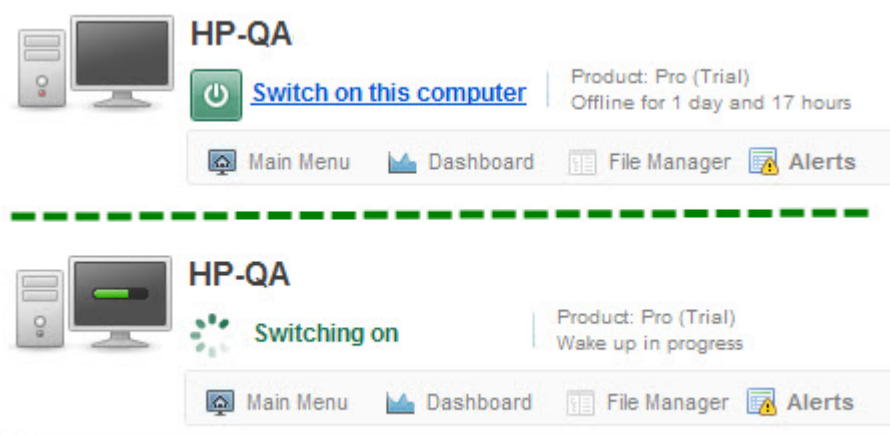 HP-QA
Switch on this computer
Product: Pro (Trial)
Offline for 1 day and 17 hours
Main Menu Dashboard File Manager Alerts
HP-QA
Switching on
Product: Pro (Trial)
Wake up in progress
Main Menu Dashboard File Manager Alerts